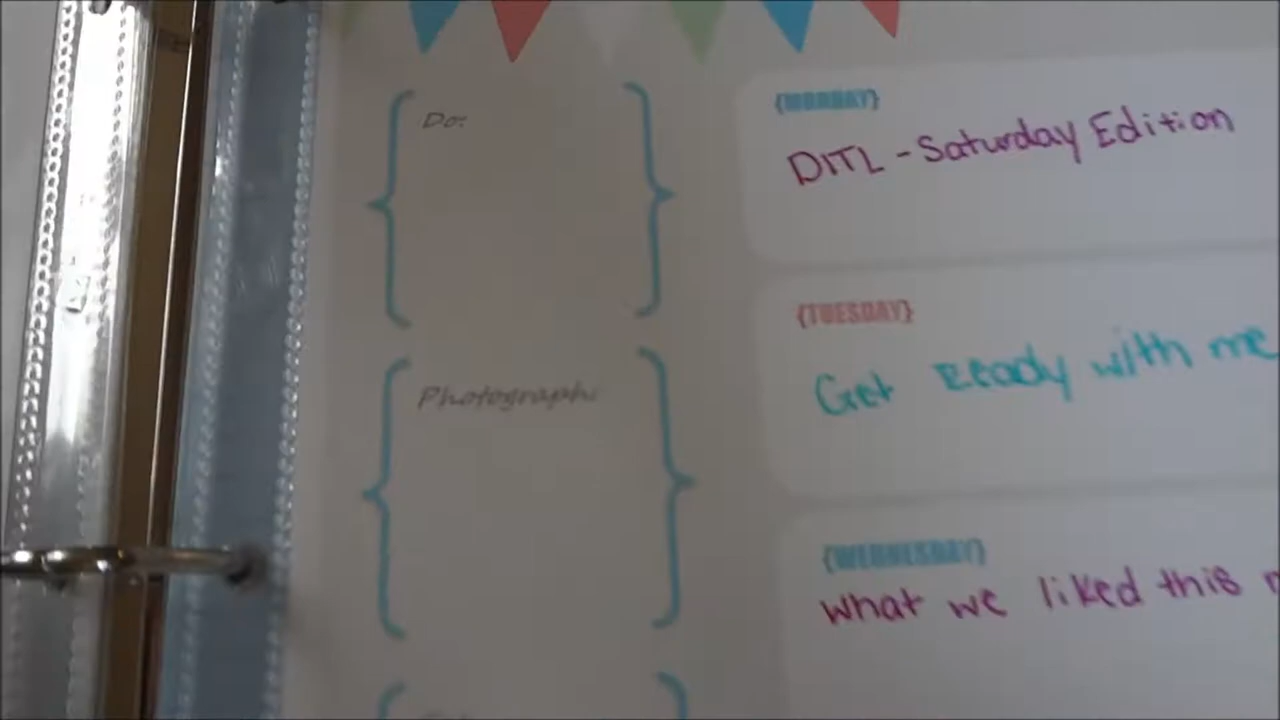 Do:
Photograph:
{MONDAY}
DITL - Saturday Edition
{TUESDAY}
Get Ready with me
{WEDNESDAY}
What we liked this